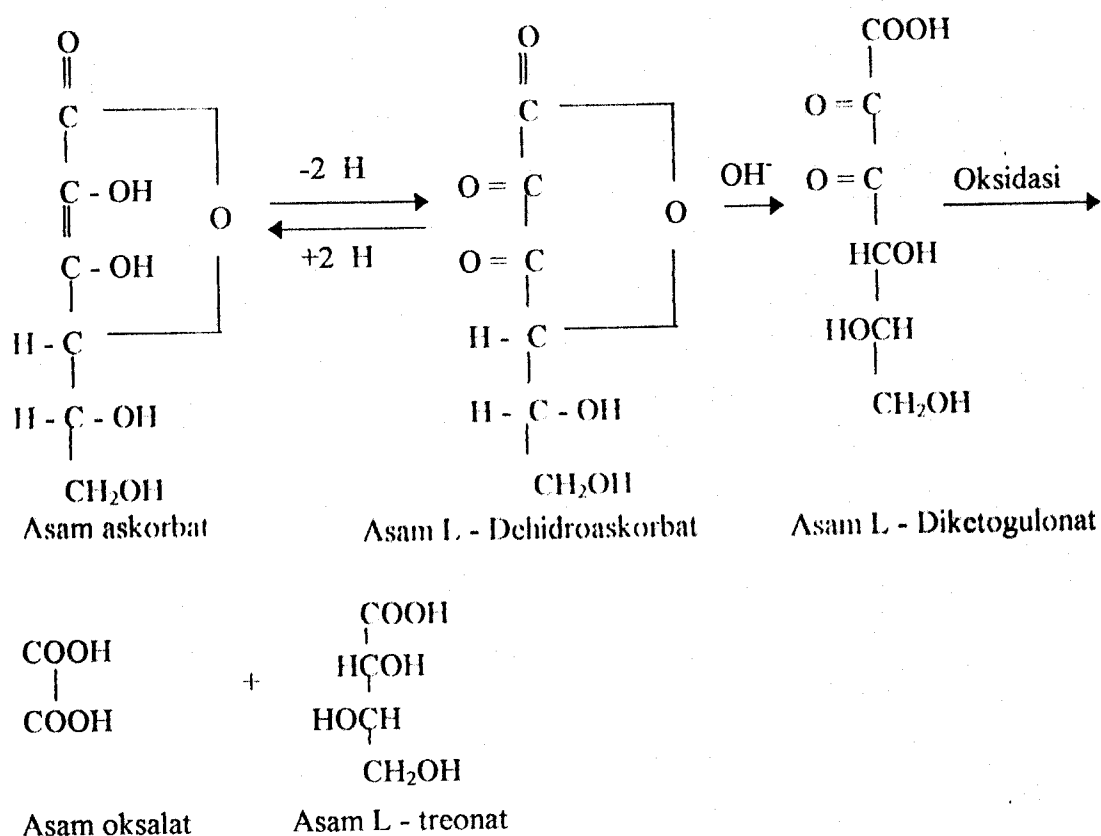 O
||
C
C - OH
||
C - OH
O
H - C
H - C - OH
CH₂OH
Asam askorbat
-2 H
+2 H
O
||
C
O = C
O = C
O
H - C
H - C - OH
CH₂OH
Asam L - Dehidroaskorbat
OH⁻
COOH
O = C
O = C
HCOH
HOCH
CH₂OH
Asam L - Diketogulonat
Oksidasi
COOH
COOH
Asam oksalat
+
COOH
HCOH
HOCH
CH₂OH
Asam L - treonat